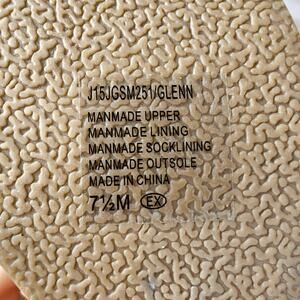 J15JGSM251/GLENN
MANMADE UPPER
MANMADE LINING
MANMADE SOCKLINING
MANMADE OUTSOLE
MADE IN CHINA
7½M EX